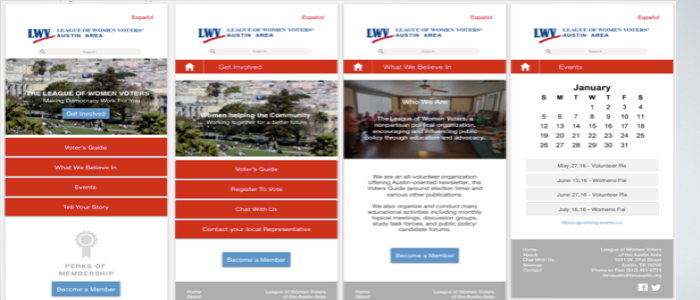 Español
LWV LEAGUE OF WOMEN VOTERS®
AUSTIN AREA
Search
THE LEAGUE OF WOMEN VOTERS
Making Democracy Work For You
Get Involved
Voter's Guide
What We Believe In
Events
Tell Your Story
PERKS OF
MEMBERSHIP
Become a Member
Español
LWV LEAGUE OF WOMEN VOTERS®
AUSTIN AREA
Search
Get Involved
Women helping the Community
Working together for a better future
Voter's Guide
Register To Vote
Chat With Us
Contact your local Representative
Become a Member
Home
About
League of Women Voters
of the Austin Area
Español
LWV LEAGUE OF WOMEN VOTERS®
AUSTIN AREA
Search
What We Believe In
Who We Are
The League of Women Voters, a
nonpartisan political organization,
encouraging and influencing public
policy through education and advocacy.
We are an all-volunteer organization
offering Austin-oriented newsletter, the
Voters Guide (around election time) and
various other publications.
We also organize and conduct many
educational activities including monthly
topical meetings, discussion groups,
study task forces, and public policy/
candidate forums.
Become a Member
Home
About
League of Women Voters
of the Austin Area
Español
LWV LEAGUE OF WOMEN VOTERS®
AUSTIN AREA
Search
Events
January
S M T W T F S
1 2 3 4
5 6 7 8 9 10 11
12 13 14 15 16 17 18
19 20 21 22 23 24 25
26 27 28 29 30 31
May 27,16 - Volunteer Re
June 13,16 - Womens Fai
June 27,16 - Volunteer Re
July 16,16 - Womens Fai
More upcoming events >>
Home
About
Chat With Us
Sitemap
Contact
League of Women Voters
of the Austin Area
1011 W. 31st Street
Austin, TX 78705